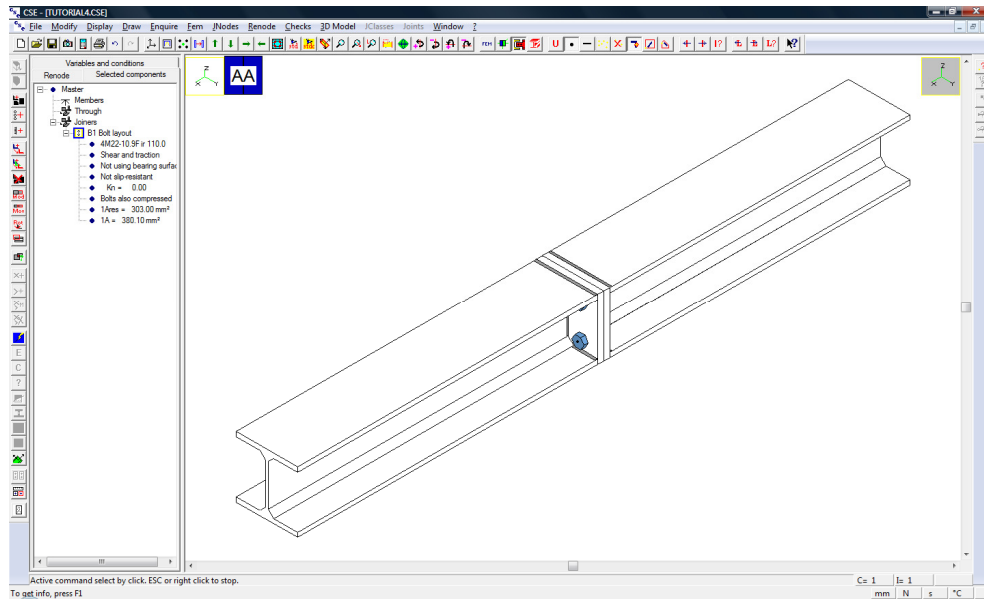 CSE - [TUTORIAL4.CSE]
File Modify Display Draw Enquire Fem JNodes Renode Checks 3D Model JClasses Joints Window ?
Variables and conditions
Renode Selected components
Master
Members
Through
Joiners
B1 Bolt layout
4M22-10.9F ir 110.0
Shear and traction
Not using bearing surfac
Not slip-resistant
Kn = 0.00
Bolts also compressed
1Ares = 303.00 mm²
1A = 380.10 mm²
Z
X Y
AA
Z
X Y
Active command select by click. ESC or right click to stop.
C= 1 I= 1
To get info, press F1
mm N s °C